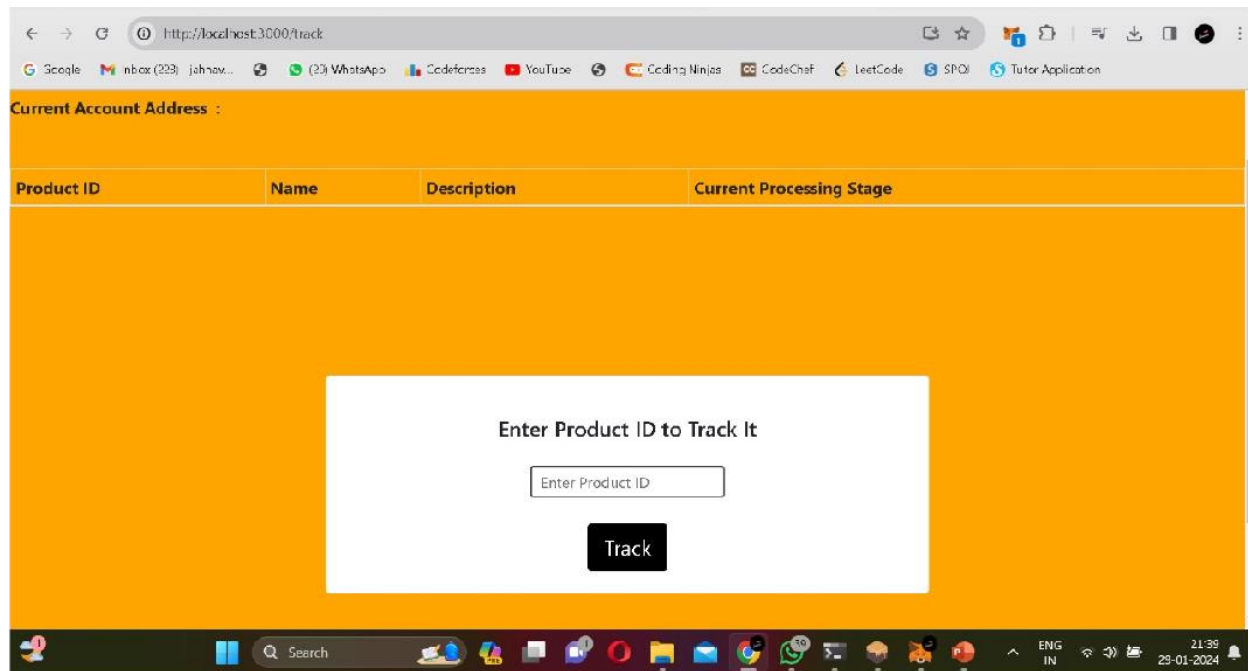 http://localhost:3000/track
Google Inbox (223) jahnav... (20) WhatsApp Codeforces YouTube Coding Ninjas CodeChef LeetCode SPOJ Tutor Application
Current Account Address :
Product ID Name Description Current Processing Stage
Enter Product ID to Track It
Enter Product ID
Track
Search ENG 21:39
IN 29-01-2024